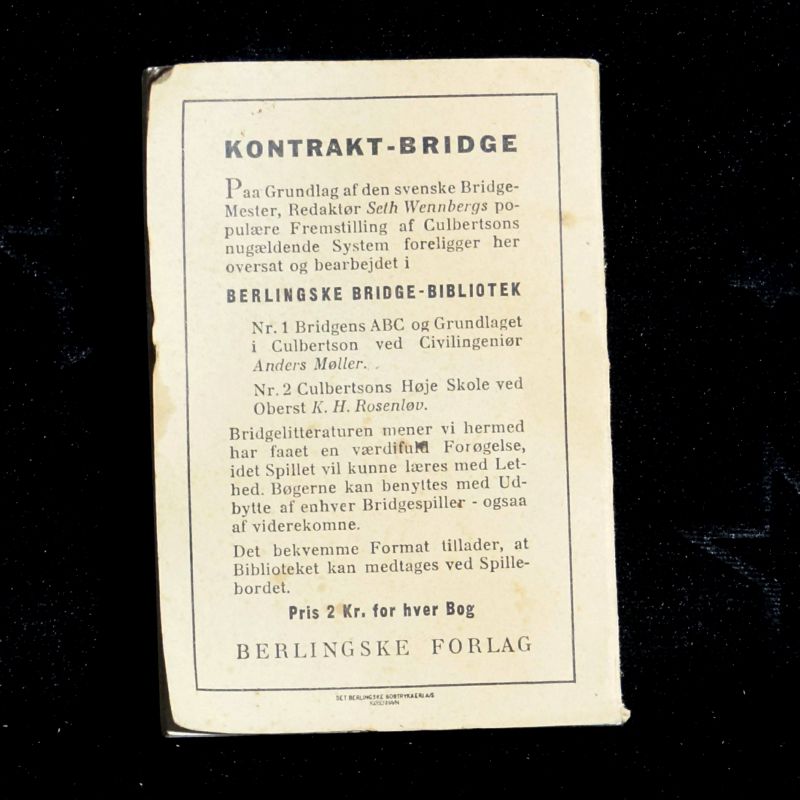 KONTRAKT-BRIDGE
Paa Grundlag af den svenske Bridge-
Mester, Redaktør Seth Wennbergs po-
pulære Fremstilling af Culbertsons
nugældende System foreligger her
oversat og bearbejdet i
BERLINGSKE BRIDGE-BIBLIOTEK
Nr. 1 Bridgens ABC og Grundlaget
i Culbertson ved Civilingeniør
Anders Møller.
Nr. 2 Culbertsons Høje Skole ved
Oberst K. H. Rosenløv.
Bridgelitteraturen mener vi hermed
har faaet en værdifuld Forøgelse,
idet Spillet vil kunne læres med Let-
hed. Bøgerne kan benyttes med Ud-
bytte af enhver Bridgespiller - ogsaa
af viderekomne.
Det bekvemme Format tillader, at
Biblioteket kan medtages ved Spille-
bordet.
Pris 2 Kr. for hver Bog
BERLINGSKE FORLAG
DET BERLINGSKE BOGTRYKKERI A/S
KØBENHAVN